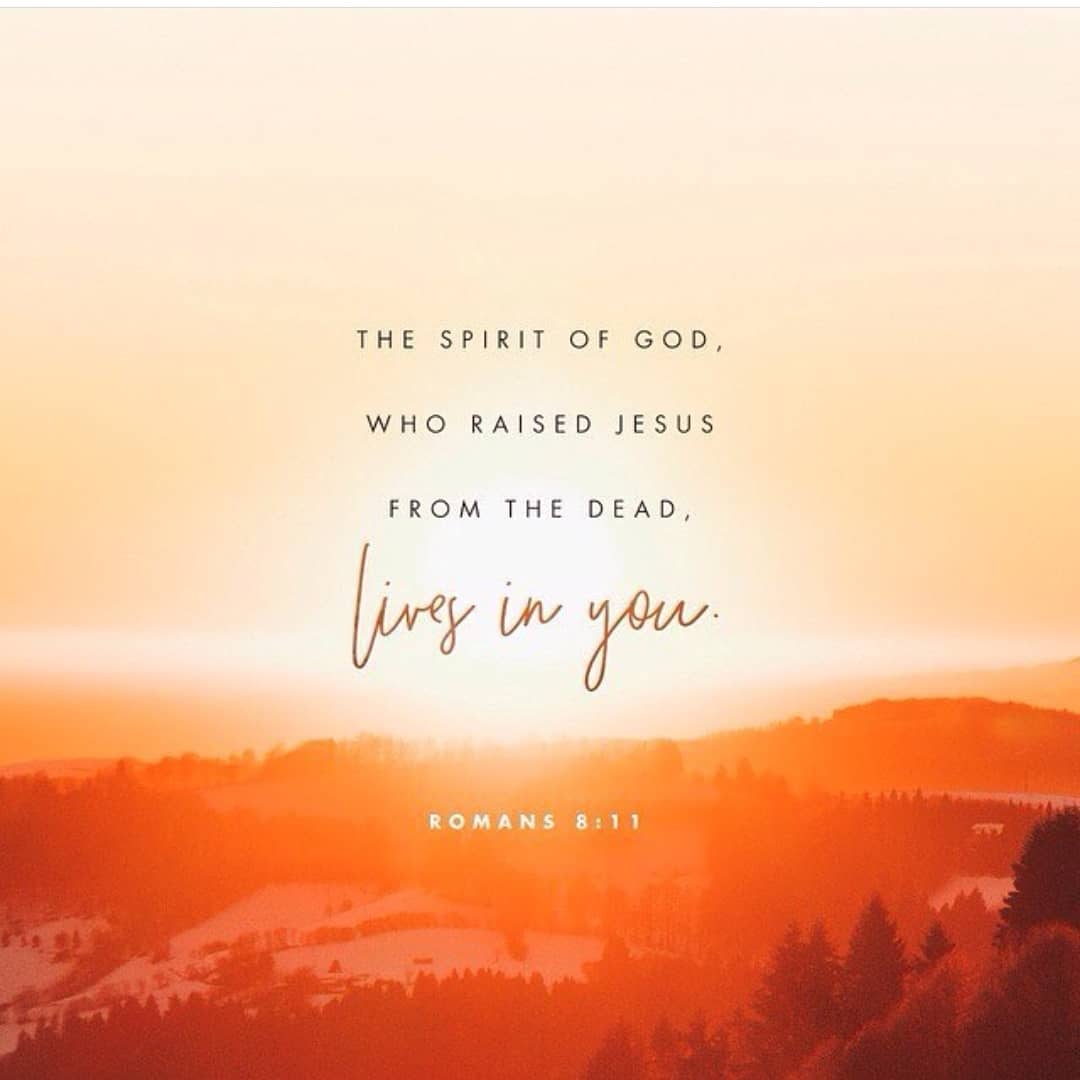 THE SPIRIT OF GOD,
WHO RAISED JESUS
FROM THE DEAD,
lives in you.
ROMANS 8:11